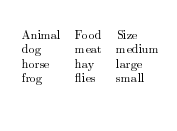 Animal Food Size
dog meat medium
horse hay large
frog flies small